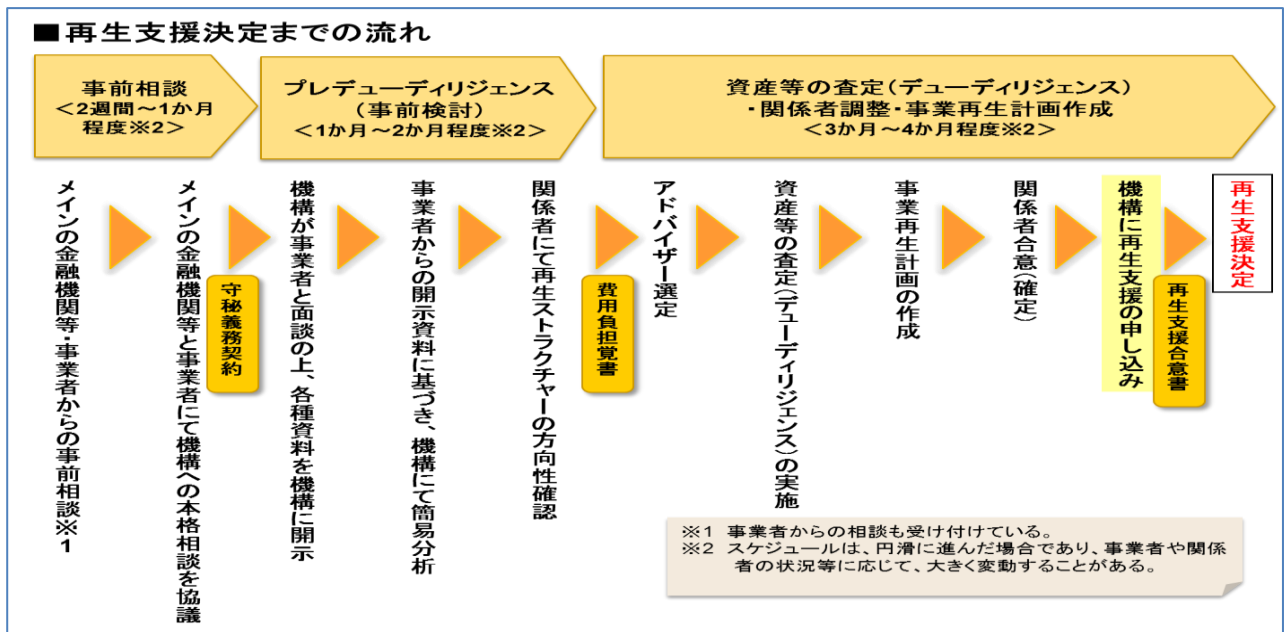 ■再生支援決定までの流れ
事前相談
<2週間～1か月
程度※2>
プレデューディリジェンス
(事前検討)
<1か月～2か月程度※2>
資産等の査定(デューディリジェンス)
・関係者調整・事業再生計画作成
<3か月～4か月程度※2>
メインの金融機関等・事業者からの事前相談※1
メインの金融機関等と事業者にて機構への本格相談を協議
守秘義務契約
機構が事業者と面談の上、各種資料を機構に開示
事業者からの開示資料に基づき、機構にて簡易分析
関係者にて再生ストラクチャーの方向性確認
費用負担覚書
アドバイザー選定
資産等の査定(デューディリジェンス)の実施
事業再生計画の作成
関係者合意(確定)
機構に再生支援の申し込み
再生支援合意書
再生支援決定
※1 事業者からの相談も受け付けている。
※2 スケジュールは、円滑に進んだ場合であり、事業者や関係
者の状況等に応じて、大きく変動することがある。